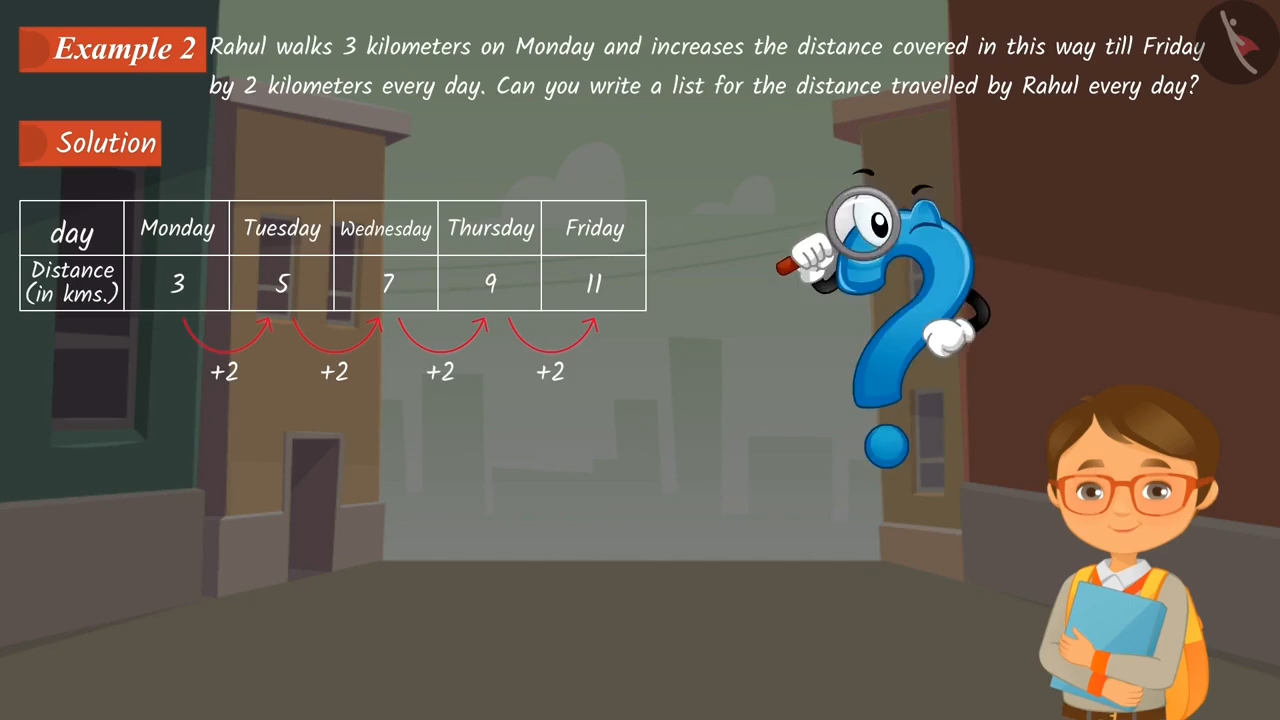 Example 2
Rahul walks 3 kilometers on Monday and increases the distance covered in this way till Friday
by 2 kilometers every day. Can you write a list for the distance travelled by Rahul every day?
Solution
day Monday Tuesday Wednesday Thursday Friday
Distance
(in kms.) 3 5 7 9 11
+2 +2 +2 +2